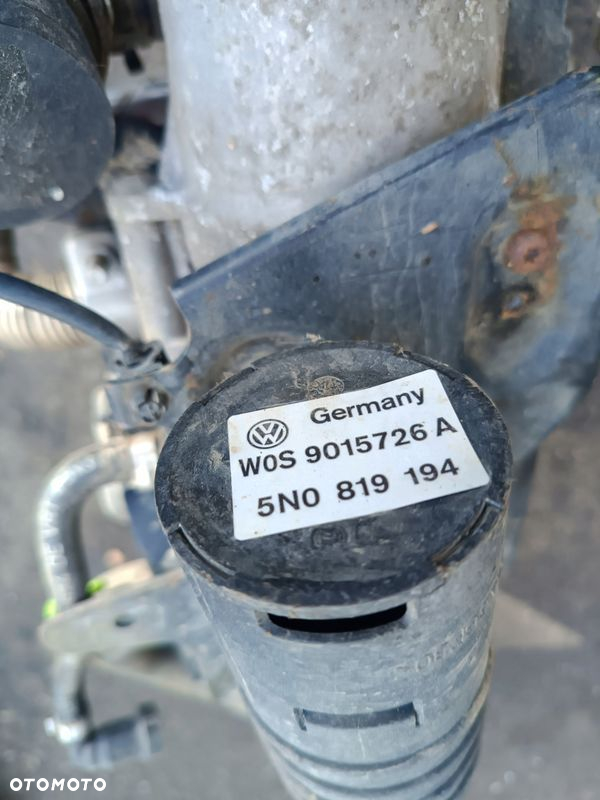 Germany
W0S 9015726 A
5N0 819 194
OTOMOTO